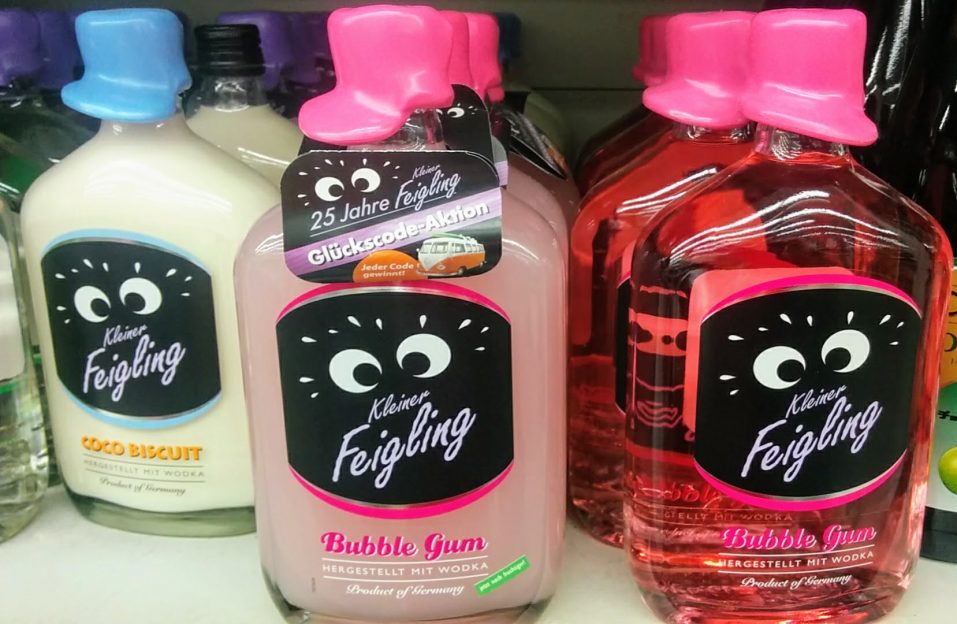 Kleiner
Feigling
COCO BISCUIT
HERGESTELLT MIT WODKA
Product of Germany
Kleiner
25 Jahre Feigling
Glückscode-Aktion
Jeder Code
gewinnt!
Kleiner
Feigling
Bubble Gum
HERGESTELLT MIT WODKA
Product of Germany
Kleiner
Feigling
Bubble Gum
HERGESTELLT MIT WODKA
Product of Germany